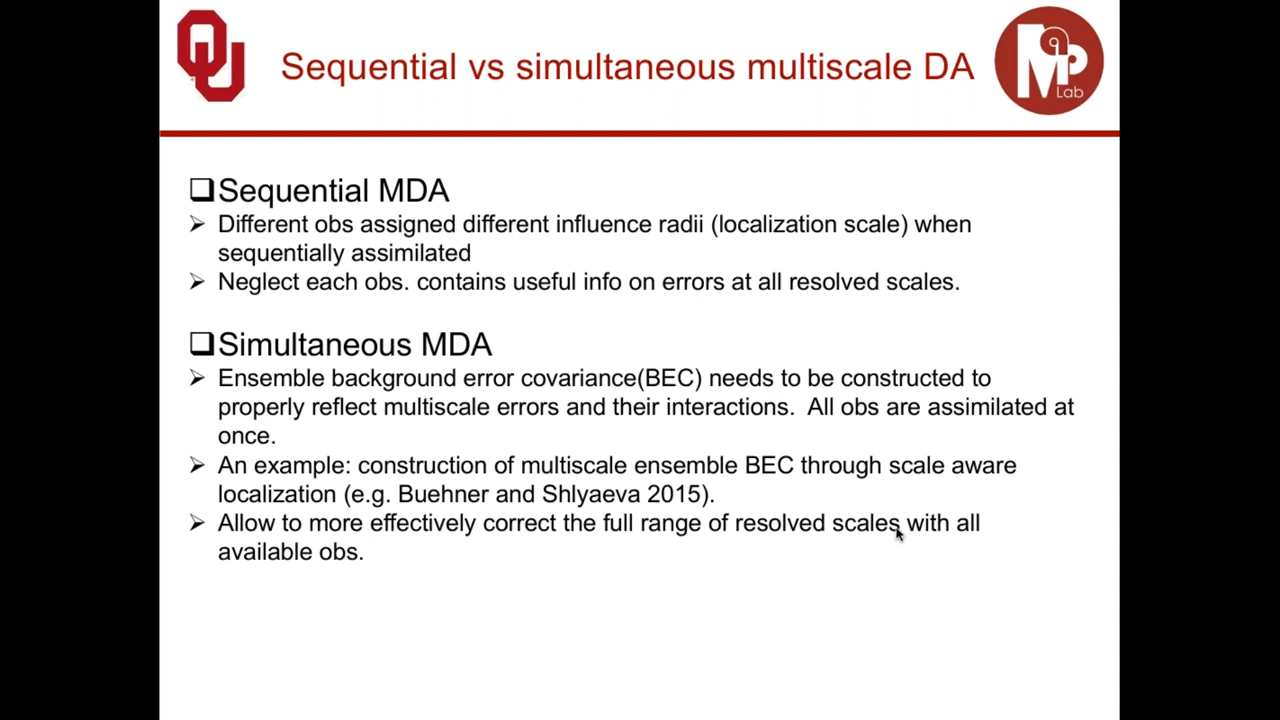 Sequential vs simultaneous multiscale DA
MAP
Lab
Sequential MDA
Different obs assigned different influence radii (localization scale) when
sequentially assimilated
Neglect each obs. contains useful info on errors at all resolved scales.
Simultaneous MDA
Ensemble background error covariance(BEC) needs to be constructed to
properly reflect multiscale errors and their interactions.  All obs are assimilated at
once.
An example: construction of multiscale ensemble BEC through scale aware
localization (e.g. Buehner and Shlyaeva 2015).
Allow to more effectively correct the full range of resolved scales with all
available obs.